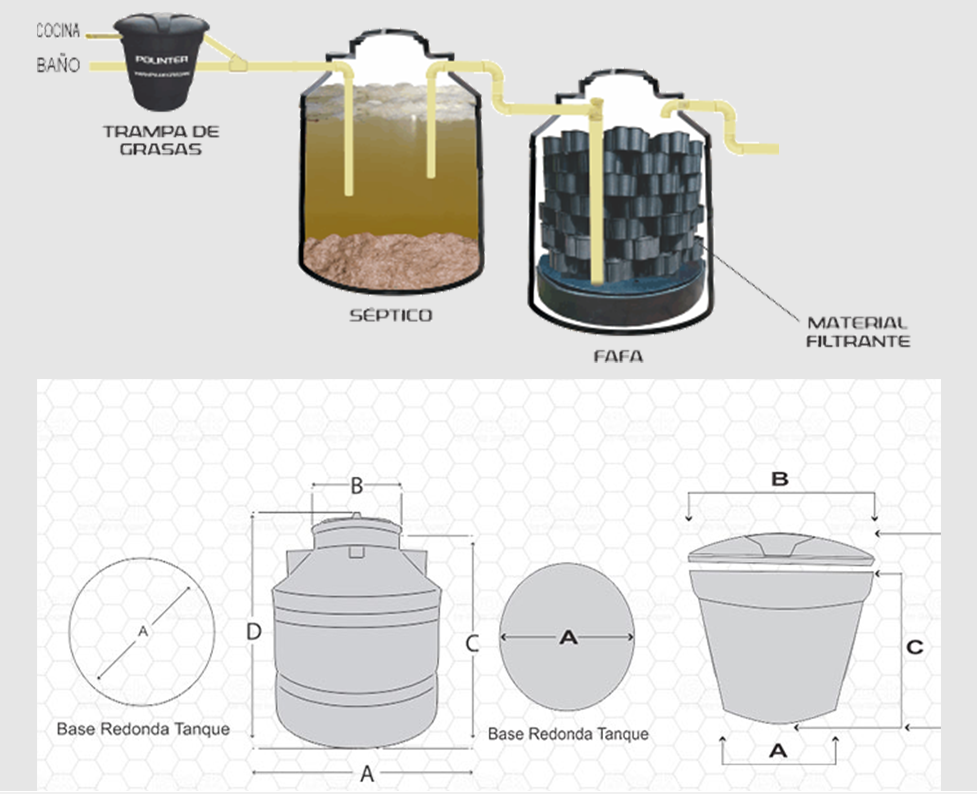 COCINA
BAÑO
POLINTER
TRAMPA DE
GRASAS
SÉPTICO
FAFA
MATERIAL
FILTRANTE
B
D
C
A
A
Base Redonda Tanque
A
Base Redonda Tanque
B
C
A